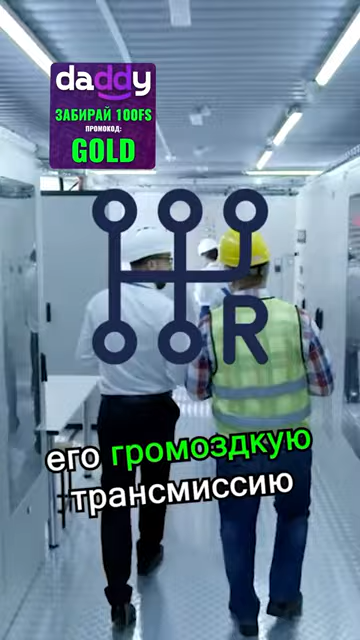 daddy
ЗАБИРАЙ 100FS
ПРОМОКОД:
GOLD
R
его громоздкую
трансмиссию